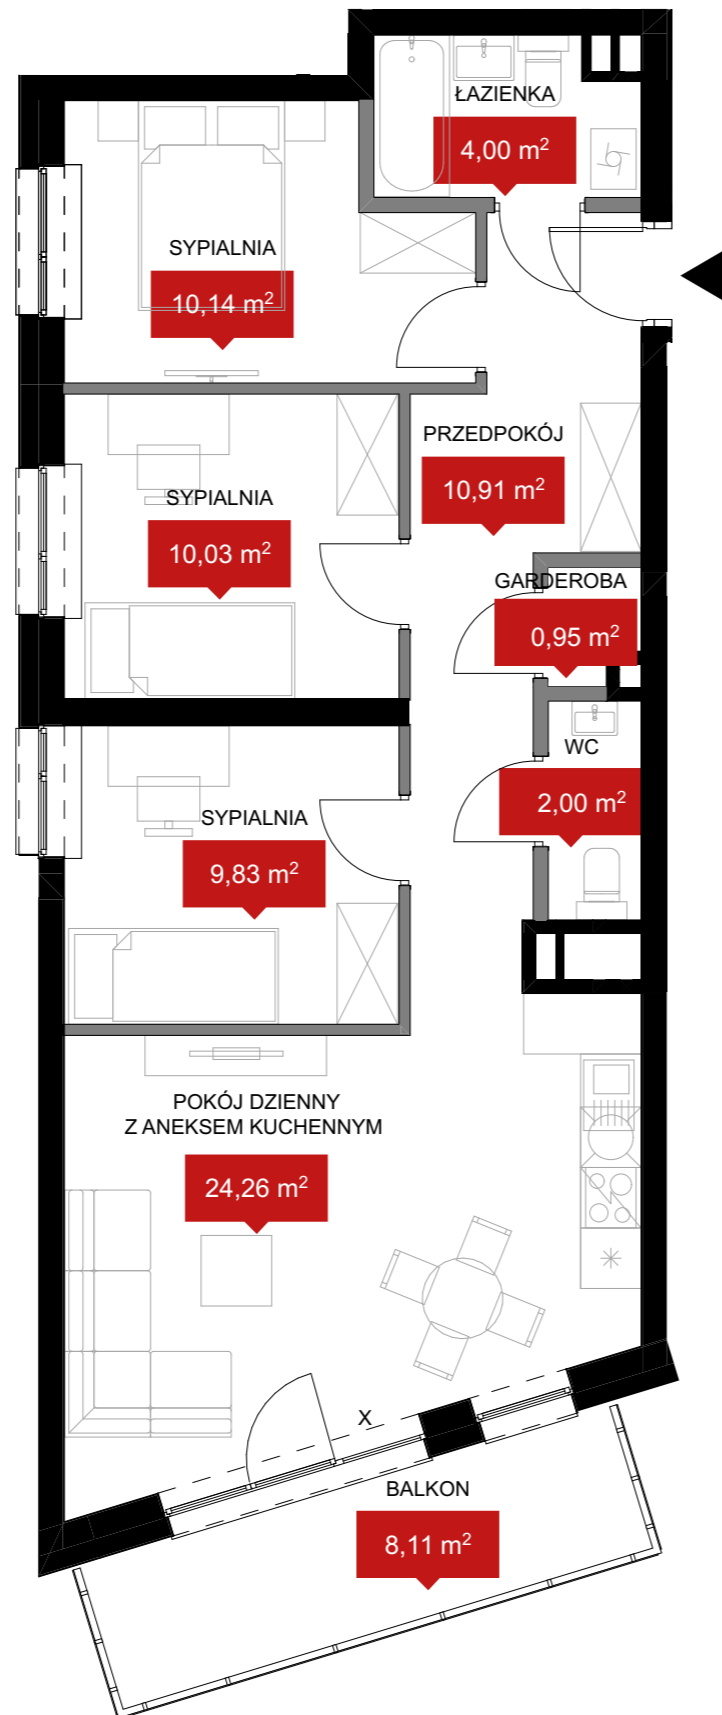 ŁAZIENKA
4,00 m²
SYPIALNIA
10,14 m²
PRZEDPOKÓJ
10,91 m²
SYPIALNIA
10,03 m²
GARDEROBA
0,95 m²
WC
2,00 m²
SYPIALNIA
9,83 m²
POKÓJ DZIENNY
Z ANEKSEM KUCHENNYM
24,26 m²
X
BALKON
8,11 m²